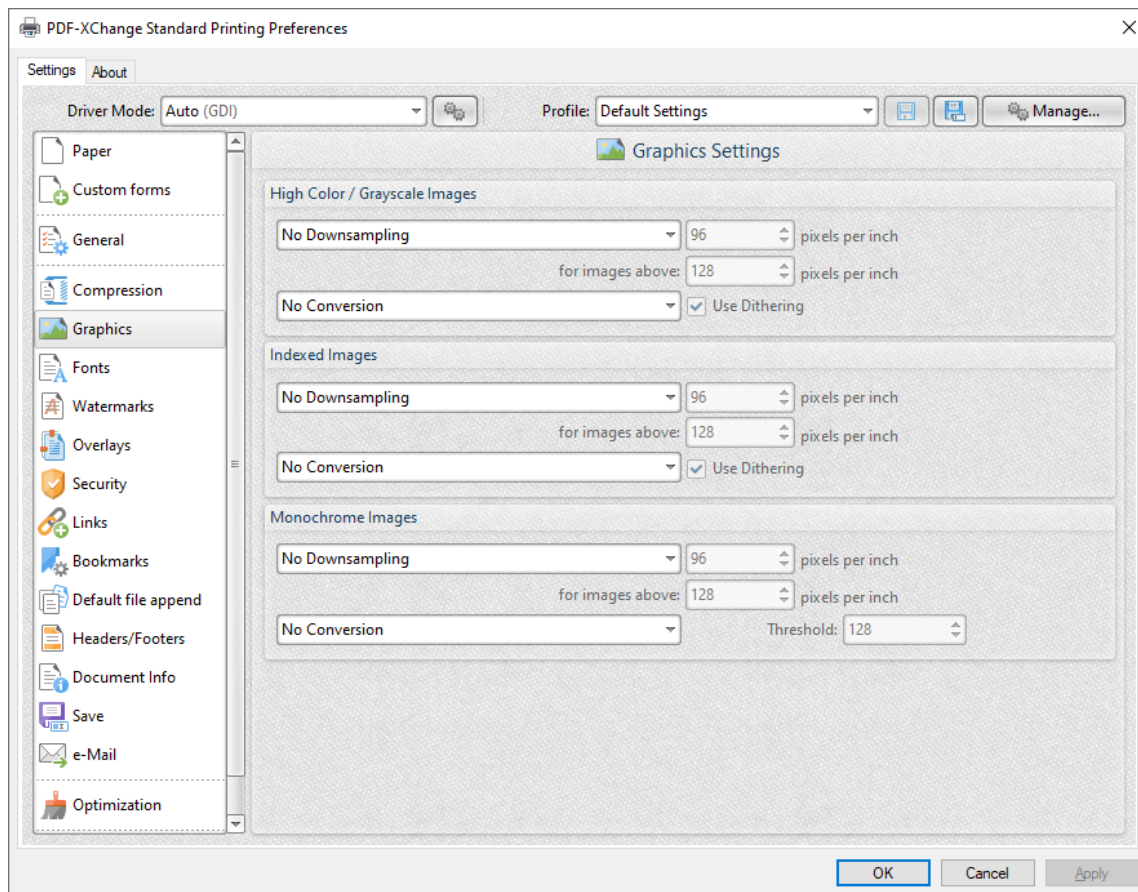 PDF-XChange Standard Printing Preferences
Settings About
Driver Mode: Auto (GDI) Profile: Default Settings Manage...
Paper
Custom forms
General
Compression
Graphics
Fonts
Watermarks
Overlays
Security
Links
Bookmarks
Default file append
Headers/Footers
Document Info
Save
e-Mail
Optimization
Graphics Settings
High Color / Grayscale Images
No Downsampling 96 pixels per inch
for images above: 128 pixels per inch
No Conversion Use Dithering
Indexed Images
No Downsampling 96 pixels per inch
for images above: 128 pixels per inch
No Conversion Use Dithering
Monochrome Images
No Downsampling 96 pixels per inch
for images above: 128 pixels per inch
No Conversion Threshold: 128
OK Cancel Apply